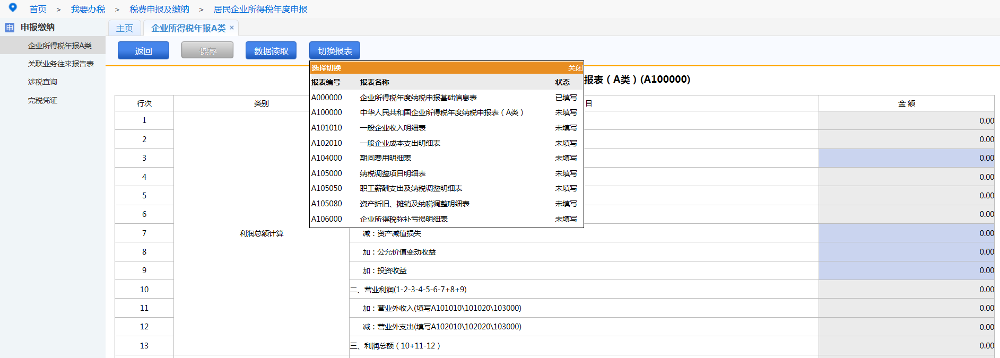 首页 > 我要办税 > 税费申报及缴纳 > 居民企业所得税年度申报
申 申报缴纳
企业所得税年报A类
关联业务往来报告表
涉税查询
完税凭证
主页 企业所得税年报A类 ×
返回 保存 数据读取 切换报表
选择切换 关闭
报表编号 报表名称 状态
A000000 企业所得税年度纳税申报基础信息表 已填写
A100000 中华人民共和国企业所得税年度纳税申报表（A类） 未填写
A101010 一般企业收入明细表 未填写
A102010 一般企业成本支出明细表 未填写
A104000 期间费用明细表 未填写
A105000 纳税调整项目明细表 未填写
A105050 职工薪酬支出及纳税调整明细表 未填写
A105080 资产折旧、摊销及纳税调整明细表 未填写
A106000 企业所得税弥补亏损明细表 未填写
报表（A类）(A100000)
行次 类别 目 金 额
1 0.00
2 0.00
3 0.00
4 0.00
5 0.00
6 0.00
7 利润总额计算 减：资产减值损失 0.00
8 加：公允价值变动收益 0.00
9 加：投资收益 0.00
10 二、营业利润(1-2-3-4-5-6-7+8+9) 0.00
11 加：营业外收入(填写A101010\101020\103000) 0.00
12 减：营业外支出(填写A102010\102020\103000) 0.00
13 三、利润总额（10+11-12） 0.00